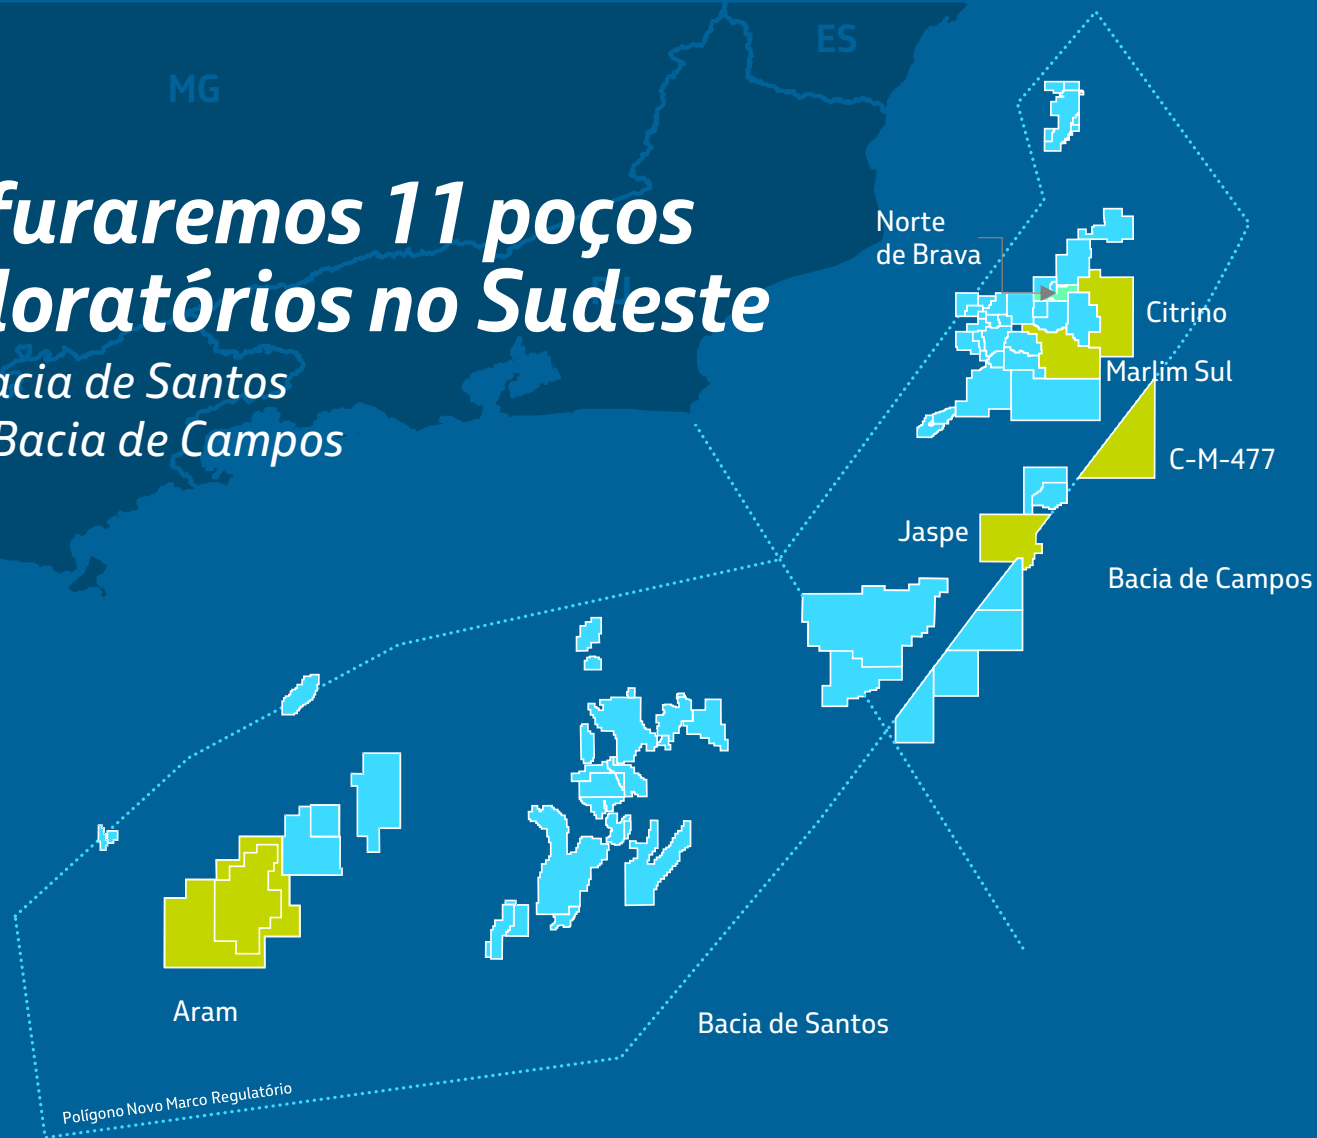 ES
MG
furaremos 11 poços
loratórios no Sudeste
acia de Santos
Bacia de Campos
Norte
de Brava
Citrino
Marlim Sul
C-M-477
Jaspe
Bacia de Campos
Aram
Bacia de Santos
Polígono Novo Marco Regulatório